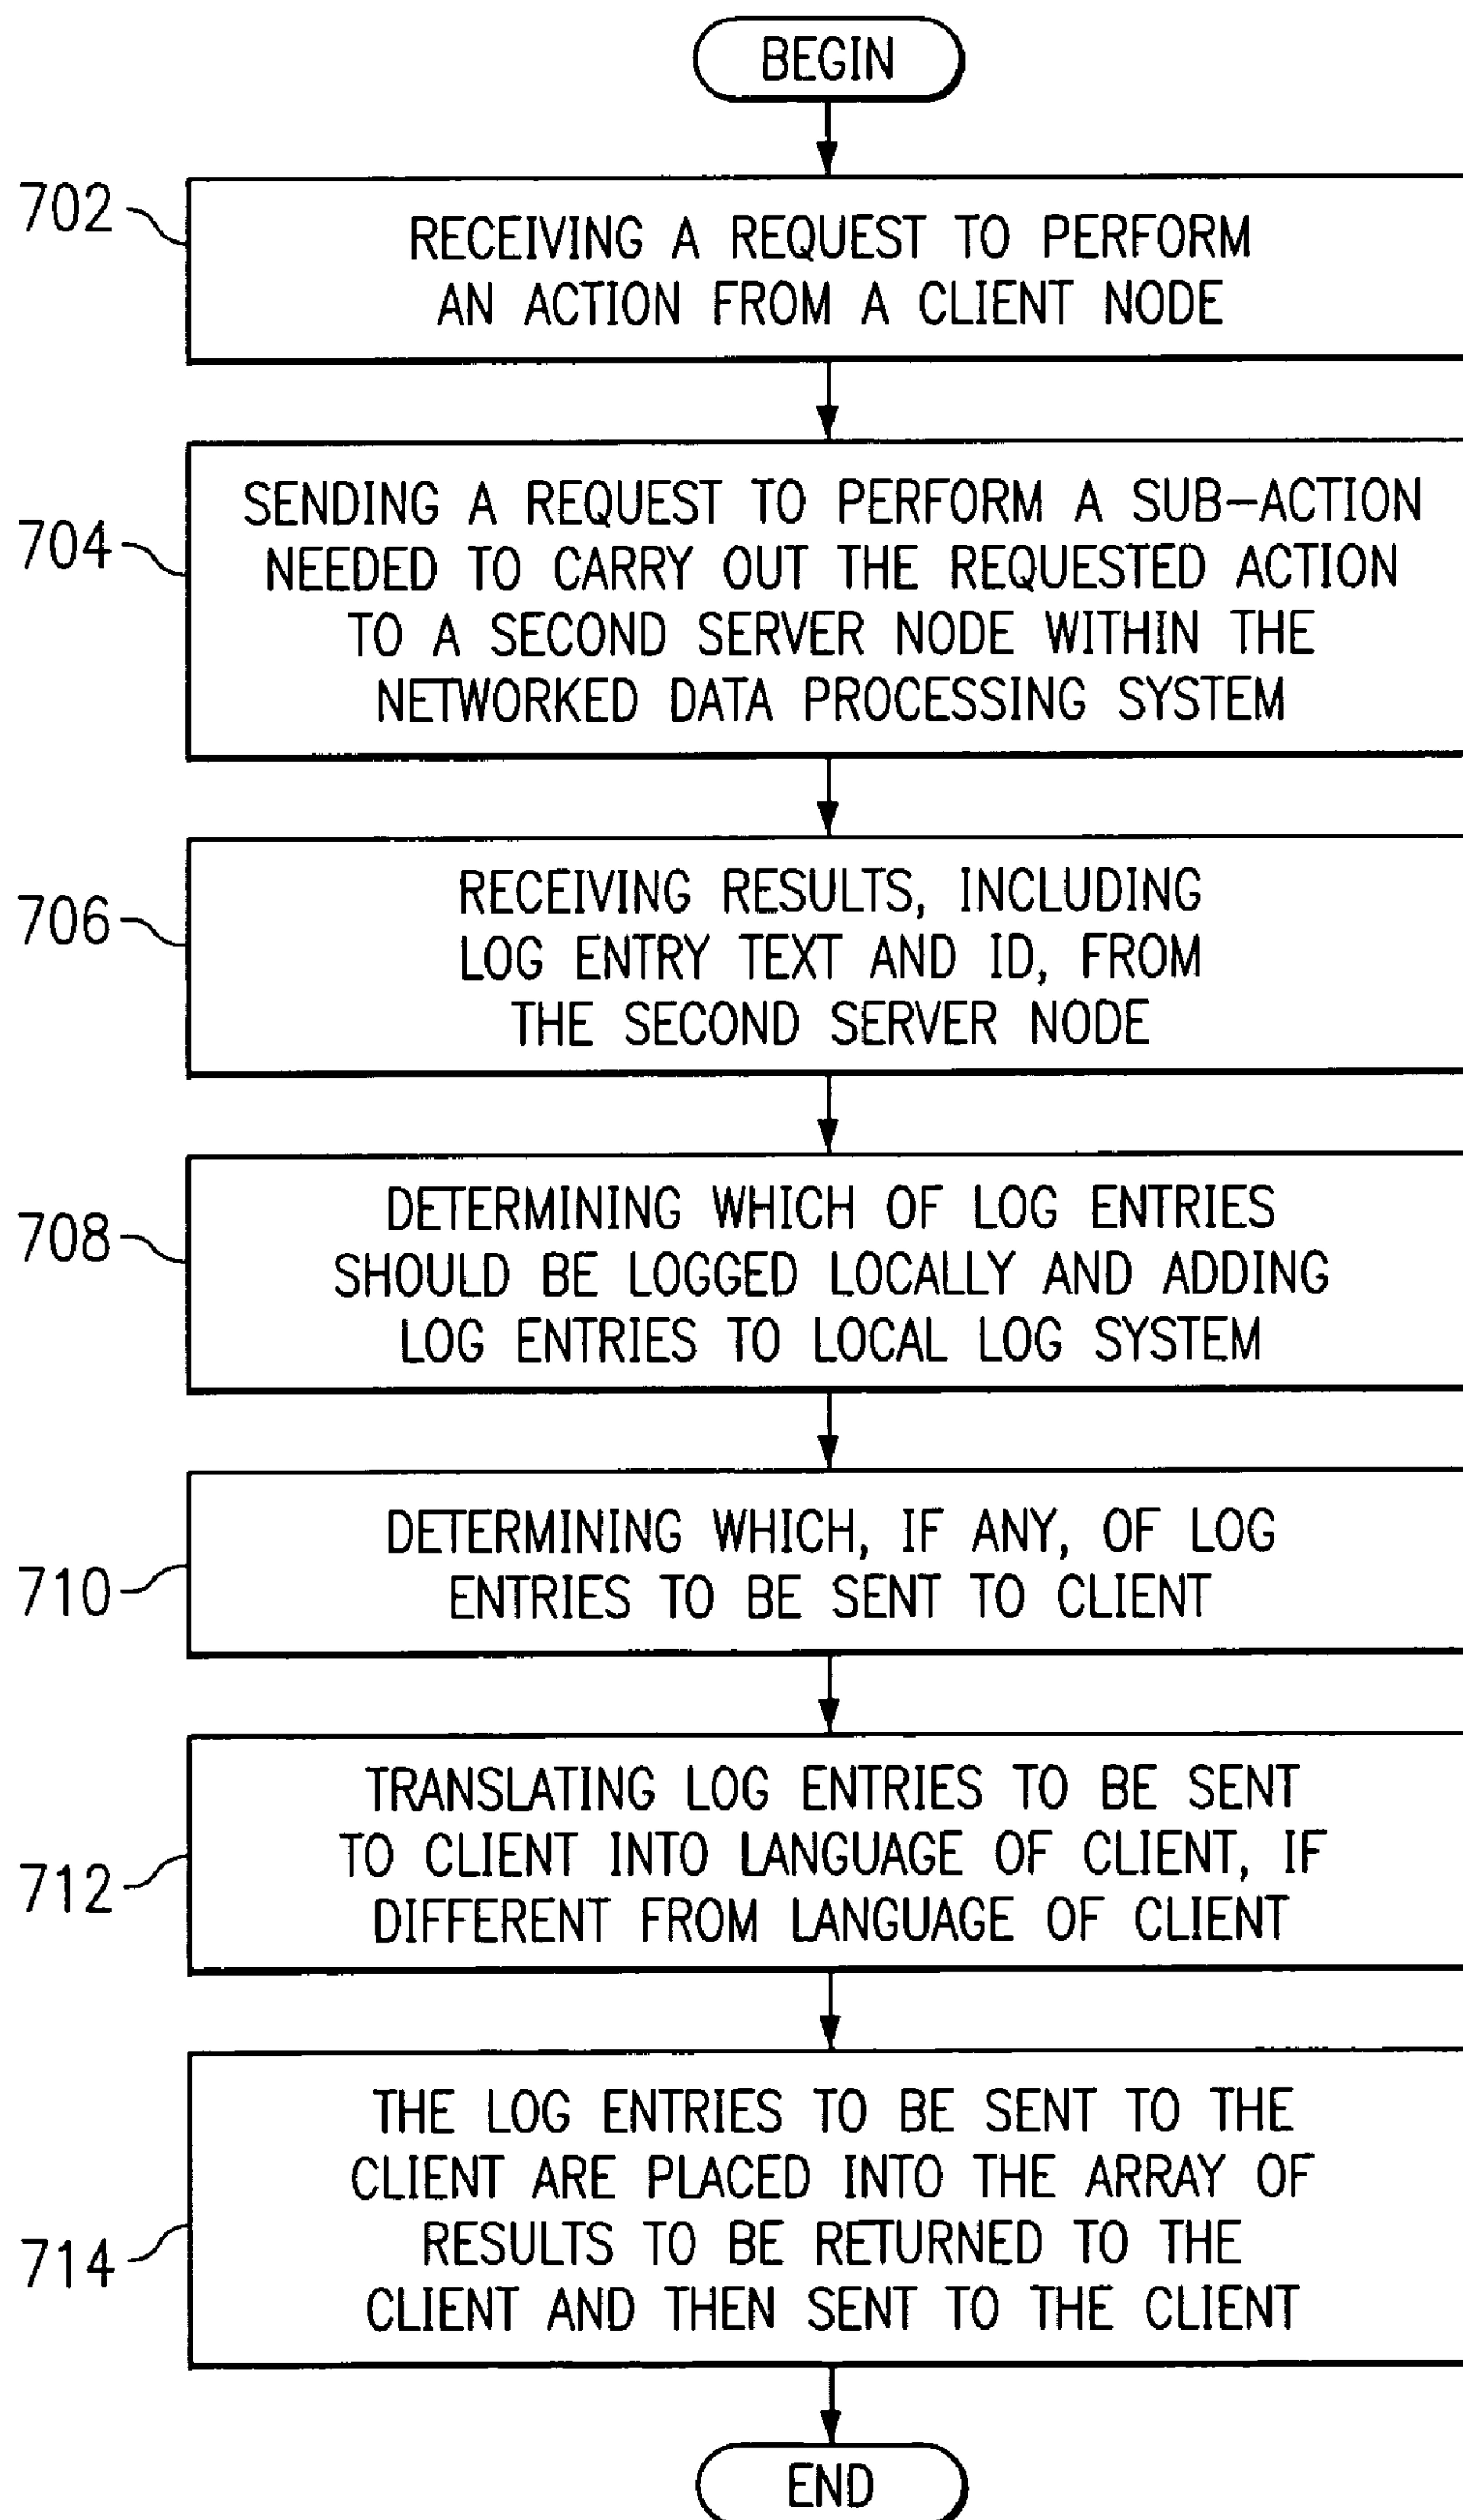 BEGIN
702
RECEIVING A REQUEST TO PERFORM
AN ACTION FROM A CLIENT NODE
704
SENDING A REQUEST TO PERFORM A SUB-ACTION
NEEDED TO CARRY OUT THE REQUESTED ACTION
TO A SECOND SERVER NODE WITHIN THE
NETWORKED DATA PROCESSING SYSTEM
706
RECEIVING RESULTS, INCLUDING
LOG ENTRY TEXT AND ID, FROM
THE SECOND SERVER NODE
708
DETERMINING WHICH OF LOG ENTRIES
SHOULD BE LOGGED LOCALLY AND ADDING
LOG ENTRIES TO LOCAL LOG SYSTEM
710
DETERMINING WHICH, IF ANY, OF LOG
ENTRIES TO BE SENT TO CLIENT
712
TRANSLATING LOG ENTRIES TO BE SENT
TO CLIENT INTO LANGUAGE OF CLIENT, IF
DIFFERENT FROM LANGUAGE OF CLIENT
714
THE LOG ENTRIES TO BE SENT TO THE
CLIENT ARE PLACED INTO THE ARRAY OF
RESULTS TO BE RETURNED TO THE
CLIENT AND THEN SENT TO THE CLIENT
END